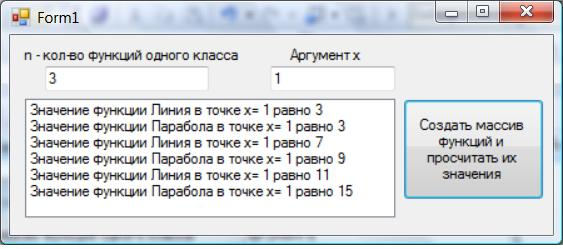 Form1
n - кол-во функций одного класса Аргумент x
3 1
Значение функции Линия в точке x= 1 равно 3
Значение функции Парабола в точке x= 1 равно 3
Значение функции Линия в точке x= 1 равно 7
Значение функции Парабола в точке x= 1 равно 9
Значение функции Линия в точке x= 1 равно 11
Значение функции Парабола в точке x= 1 равно 15
Создать массив
функций и
просчитать их
значения